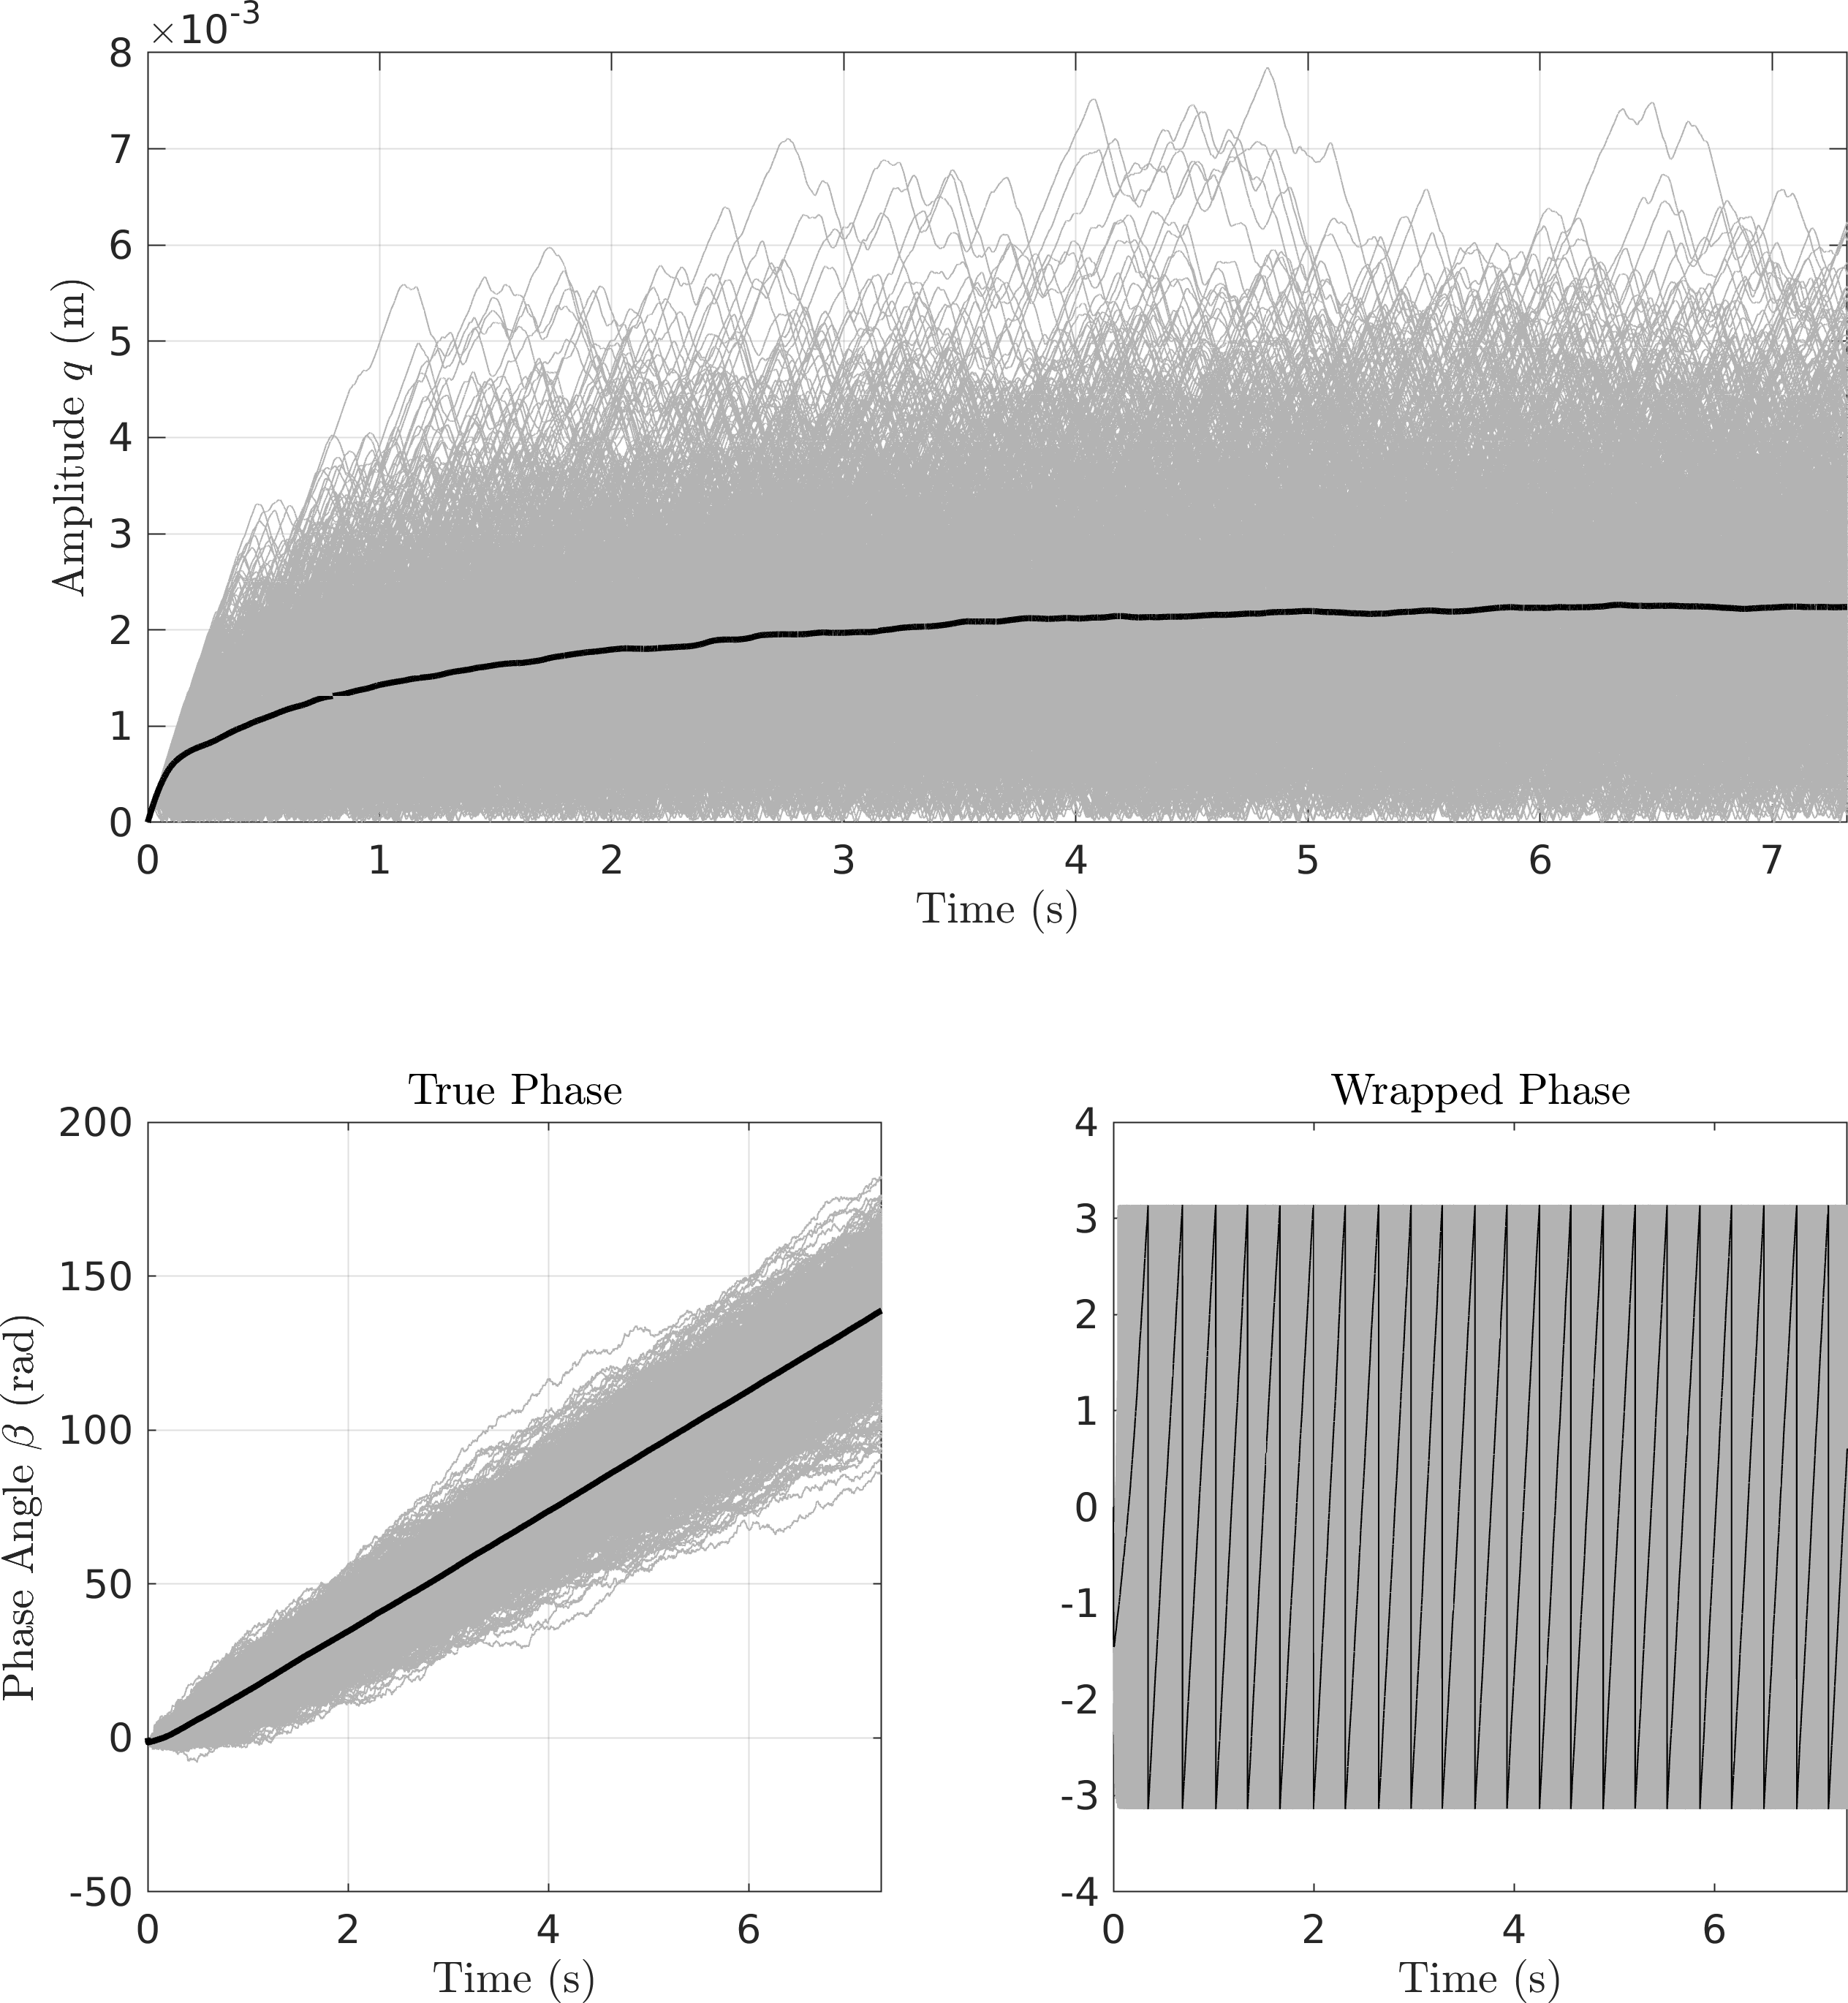 ×10-3
8
7
6
5
4
3
2
1
0
Amplitude q (m)
0 1 2 3 4 5 6 7
Time (s)
True Phase
200
150
100
50
0
-50
Phase Angle β (rad)
0 2 4 6
Time (s)
Wrapped Phase
4
3
2
1
0
-1
-2
-3
-4
0 2 4 6
Time (s)